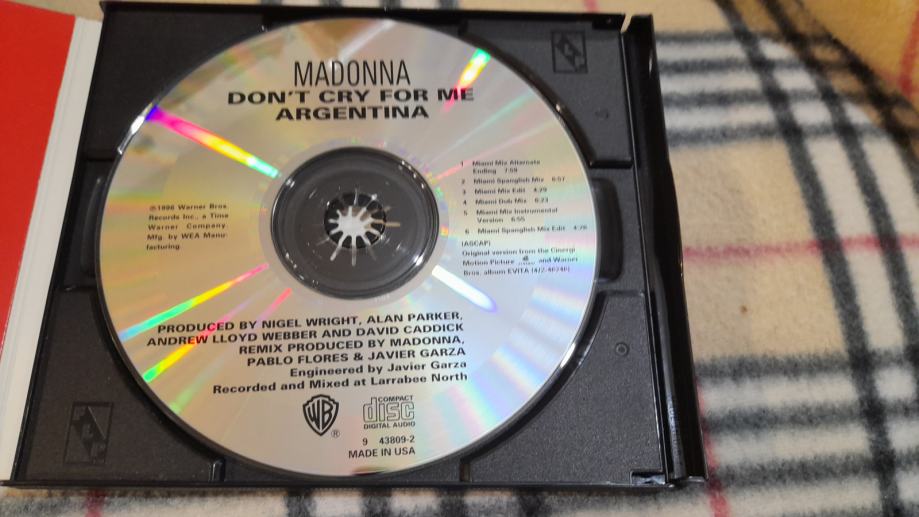 MADONNA
DON'T CRY FOR ME
ARGENTINA
℗1996 Warner Bros.
Records Inc., a Time
Warner Company.
Mfg. by WEA Manu-
facturing.
1 Miami Mix Alternate
Ending 7:59
2 Miami Spanglish Mix 6:57
3 Miami Mix Edit 4:29
4 Miami Dub Mix 6:23
5 Miami Mix Instrumental
Version 6:55
6 Miami Spanglish Mix Edit 4:26
(ASCAP)
Original version from the Cinergi
Motion Picture and Warner
Bros. album EVITA (4/2-46346)
PRODUCED BY NIGEL WRIGHT, ALAN PARKER,
ANDREW LLOYD WEBBER AND DAVID CADDICK
REMIX PRODUCED BY MADONNA,
PABLO FLORES & JAVIER GARZA
Engineered by Javier Garza
Recorded and Mixed at Larrabee North
WB ®
COMPACT
disc
DIGITAL AUDIO
9 43809-2
MADE IN USA